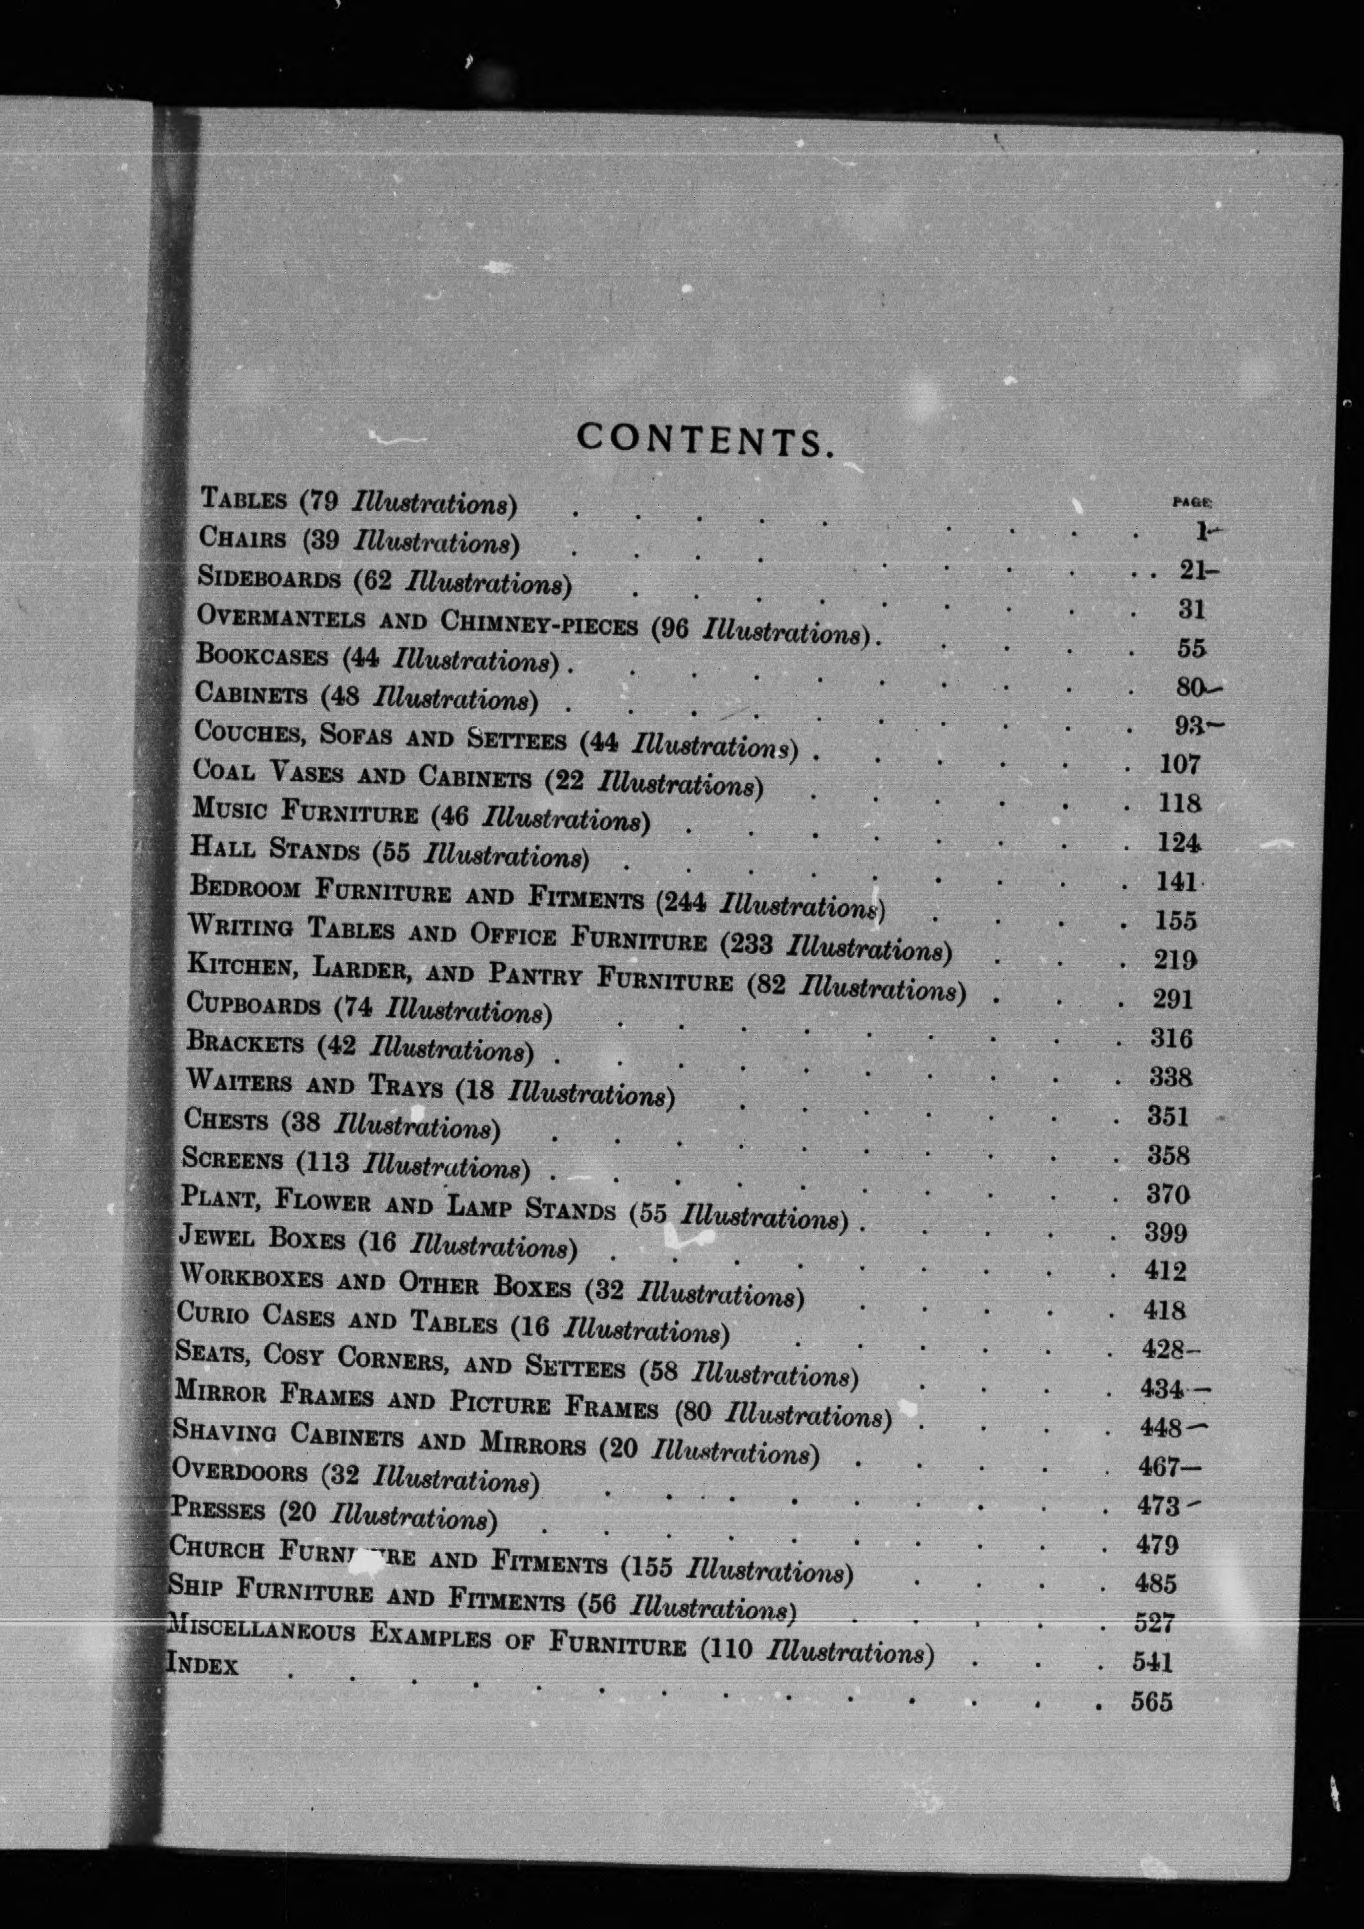 CONTENTS.
PAGE
TABLES (79 Illustrations) . . . . . . . . . 1
CHAIRS (39 Illustrations) . . . . . . . . . . 21
SIDEBOARDS (62 Illustrations) . . . . . . . . . 31
OVERMANTELS AND CHIMNEY-PIECES (96 Illustrations) . . . . . 55
BOOKCASES (44 Illustrations) . . . . . . . . . . 80
CABINETS (48 Illustrations) . . . . . . . . . . 93
COUCHES, SOFAS AND SETTEES (44 Illustrations) . . . . . . 107
COAL VASES AND CABINETS (22 Illustrations) . . . . . . 118
MUSIC FURNITURE (46 Illustrations) . . . . . . . . 124
HALL STANDS (55 Illustrations) . . . . . . . . . 141
BEDROOM FURNITURE AND FITMENTS (244 Illustrations) . . . . 155
WRITING TABLES AND OFFICE FURNITURE (233 Illustrations) . . . 219
KITCHEN, LARDER, AND PANTRY FURNITURE (82 Illustrations) . . . 291
CUPBOARDS (74 Illustrations) . . . . . . . . . 316
BRACKETS (42 Illustrations) . . . . . . . . . . 338
WAITERS AND TRAYS (18 Illustrations) . . . . . . . 351
CHESTS (38 Illustrations) . . . . . . . . . . 358
SCREENS (113 Illustrations) . . . . . . . . . . 370
PLANT, FLOWER AND LAMP STANDS (55 Illustrations) . . . . . 399
JEWEL BOXES (16 Illustrations) . . . . . . . . . 412
WORKBOXES AND OTHER BOXES (32 Illustrations) . . . . . 418
CURIO CASES AND TABLES (16 Illustrations) . . . . . . 428
SEATS, COSY CORNERS, AND SETTEES (58 Illustrations) . . . . 434
MIRROR FRAMES AND PICTURE FRAMES (80 Illustrations) . . . . 448
SHAVING CABINETS AND MIRRORS (20 Illustrations) . . . . . 467
OVERDOORS (32 Illustrations) . . . . . . . . . 473
PRESSES (20 Illustrations) . . . . . . . . . . 479
CHURCH FURNITURE AND FITMENTS (155 Illustrations) . . . . 485
SHIP FURNITURE AND FITMENTS (56 Illustrations) . . . . . 527
MISCELLANEOUS EXAMPLES OF FURNITURE (110 Illustrations) . . . 541
INDEX . . . . . . . . . . . . . . 565